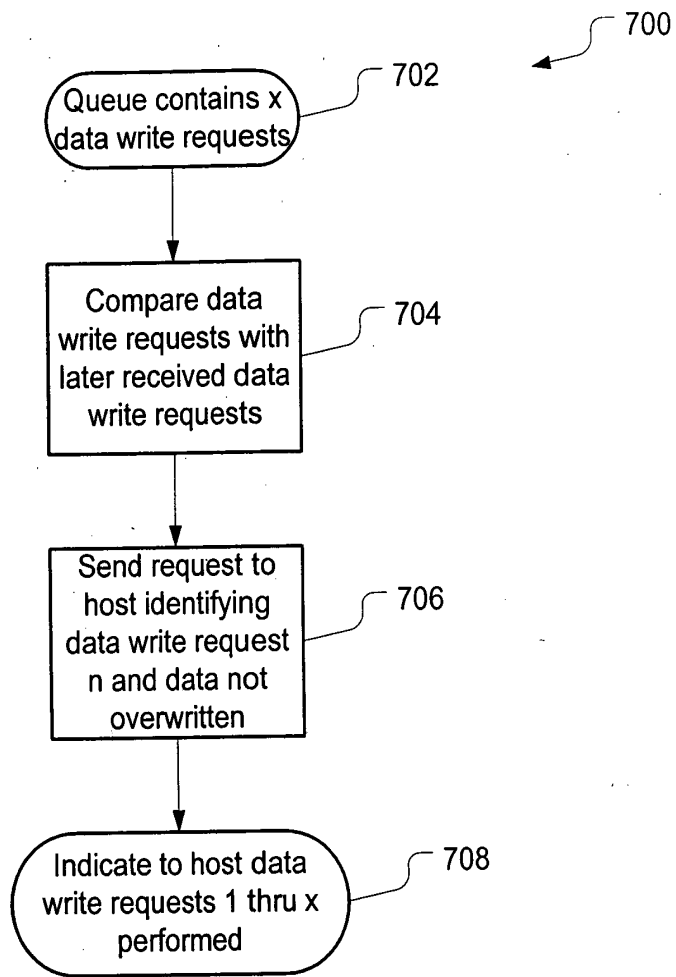 700
Queue contains x
data write requests
702
Compare data
write requests with
later received data
write requests
704
Send request to
host identifying
data write request
n and data not
overwritten
706
Indicate to host data
write requests 1 thru x
performed
708